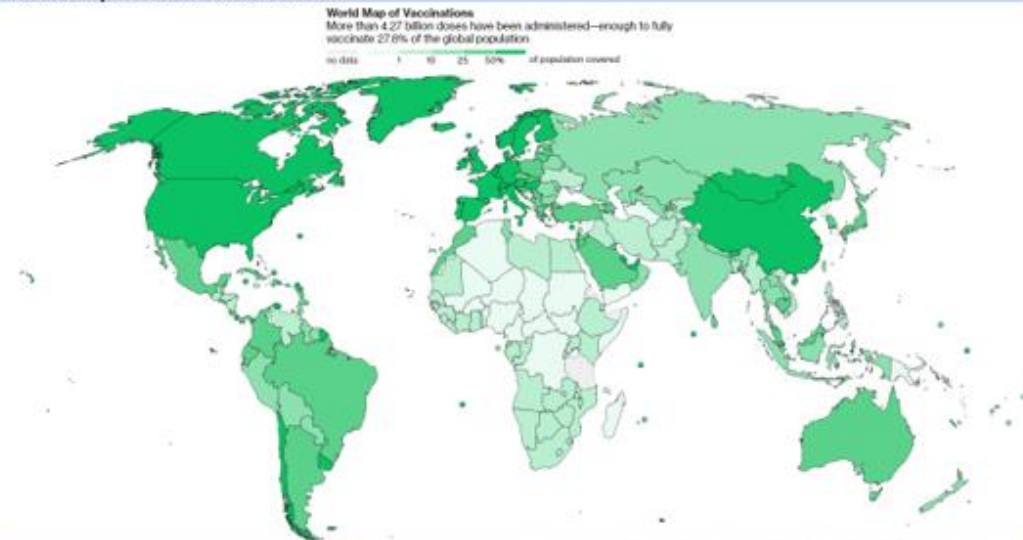 World Map of Vaccinations
More than 4.27 billion doses have been administered—enough to fully
vaccinate 27.8% of the global population
no data 1 10 25 50% of population covered